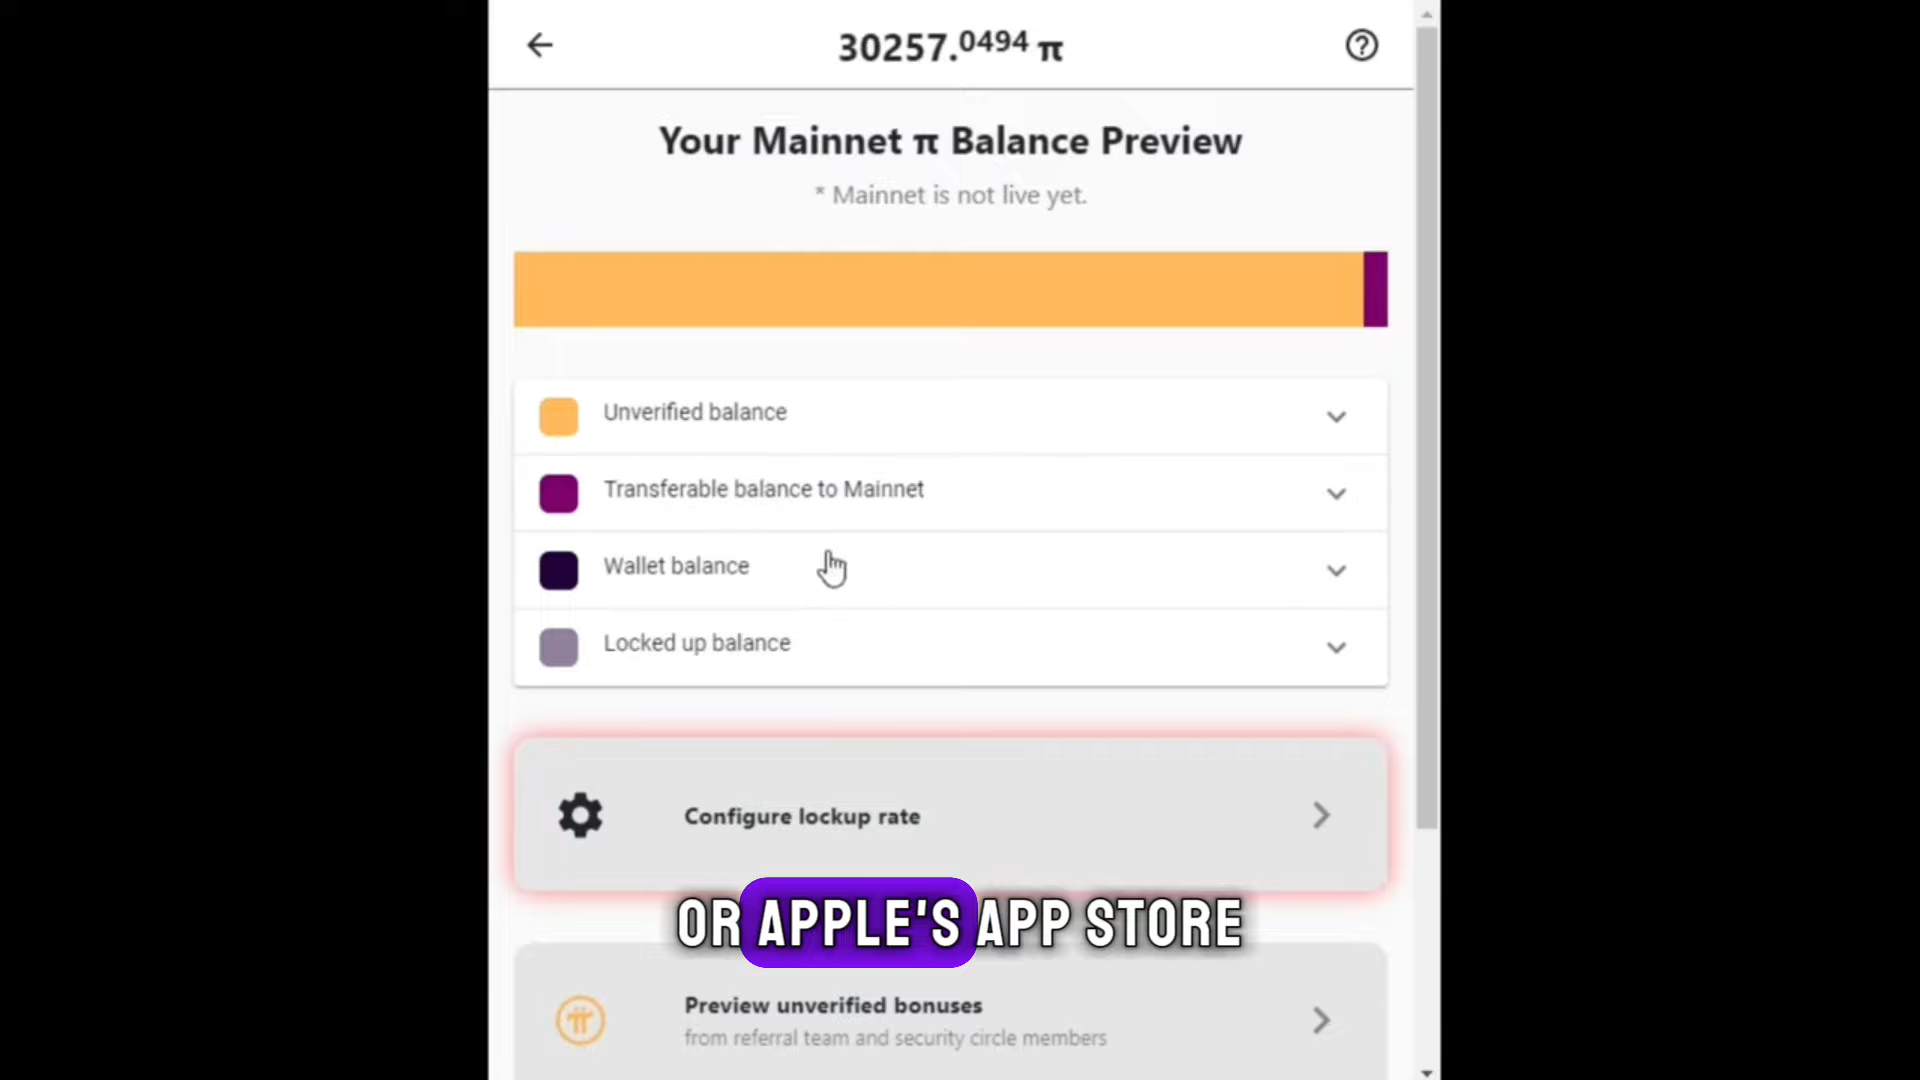 30257.0494 π
Your Mainnet π Balance Preview
* Mainnet is not live yet.
Unverified balance
Transferable balance to Mainnet
Wallet balance
Locked up balance
Configure lockup rate
OR APPLE'S APP STORE
Preview unverified bonuses
from referral team and security circle members